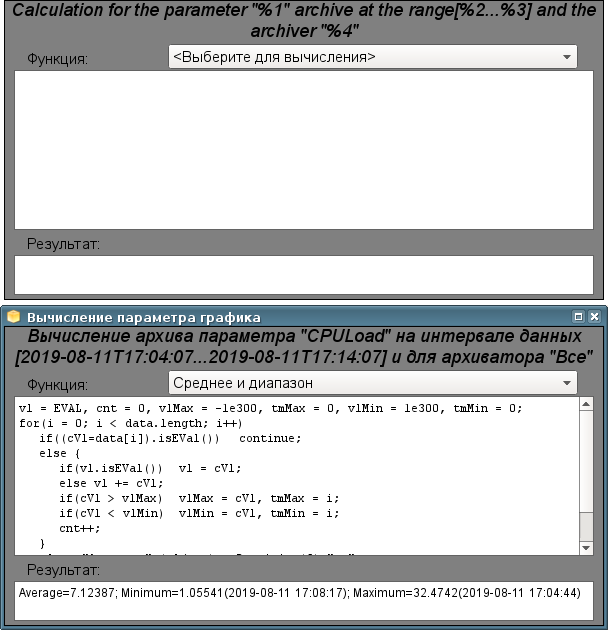 Calculation for the parameter "%1" archive at the range[%2...%3] and the
archiver "%4"
Функция:
<Выберите для вычисления>
Результат:
Вычисление параметра графика
Вычисление архива параметра "CPULoad" на интервале данных
[2019-08-11T17:04:07...2019-08-11T17:14:07] и для архиватора "Все"
Функция:
Среднее и диапазон
vl = EVAL, cnt = 0, vlMax = -1e300, tmMax = 0, vlMin = 1e300, tmMin = 0;
for(i = 0; i < data.length; i++)
if((cVl=data[i]).isEVal()) continue;
else {
if(vl.isEVal()) vl = cVl;
else vl += cVl;
if(cVl > vlMax) vlMax = cVl, tmMax = i;
if(cVl < vlMin) vlMin = cVl, tmMin = i;
cnt++;
}
Результат:
Average=7.12387; Minimum=1.05541(2019-08-11 17:08:17); Maximum=32.4742(2019-08-11 17:04:44)